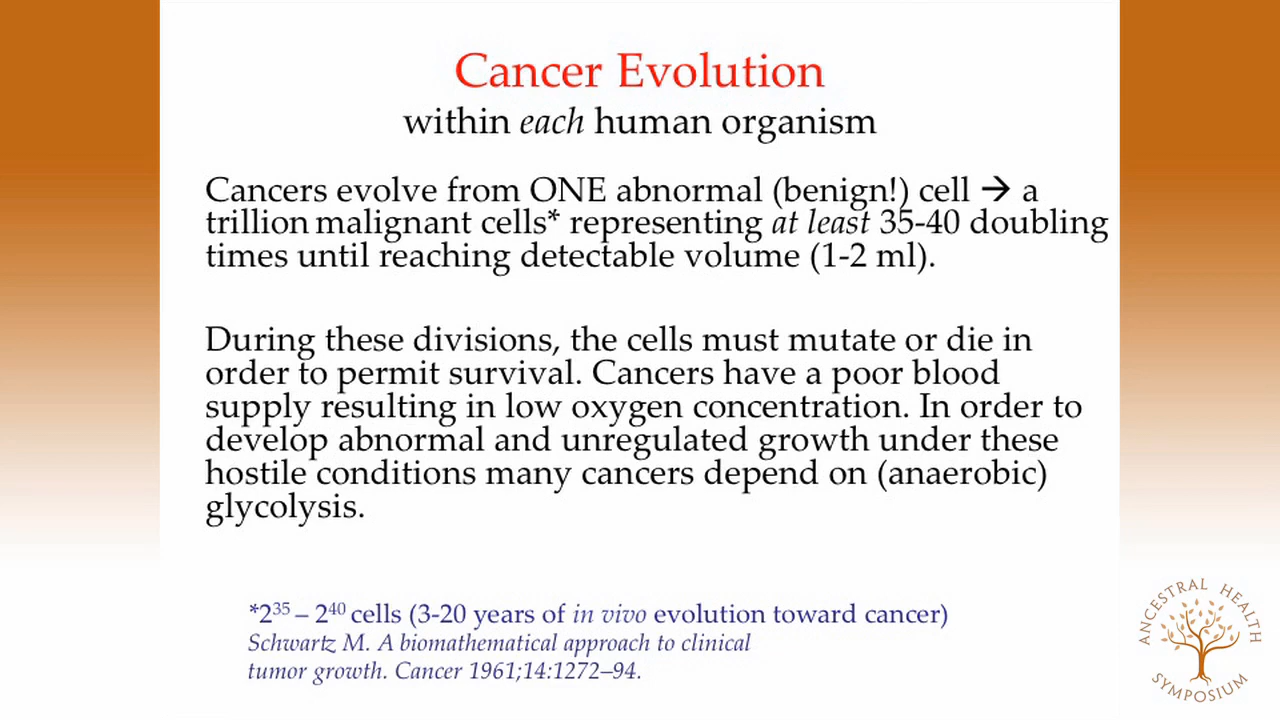 Cancer Evolution
within each human organism
Cancers evolve from ONE abnormal (benign!) cell → a
trillion malignant cells* representing at least 35-40 doubling
times until reaching detectable volume (1-2 ml).
During these divisions, the cells must mutate or die in
order to permit survival. Cancers have a poor blood
supply resulting in low oxygen concentration. In order to
develop abnormal and unregulated growth under these
hostile conditions many cancers depend on (anaerobic)
glycolysis.
*2³⁵ – 2⁴⁰ cells (3-20 years of in vivo evolution toward cancer)
Schwartz M. A biomathematical approach to clinical
tumor growth. Cancer 1961;14:1272–94.
ANCESTRAL HEALTH
SYMPOSIUM